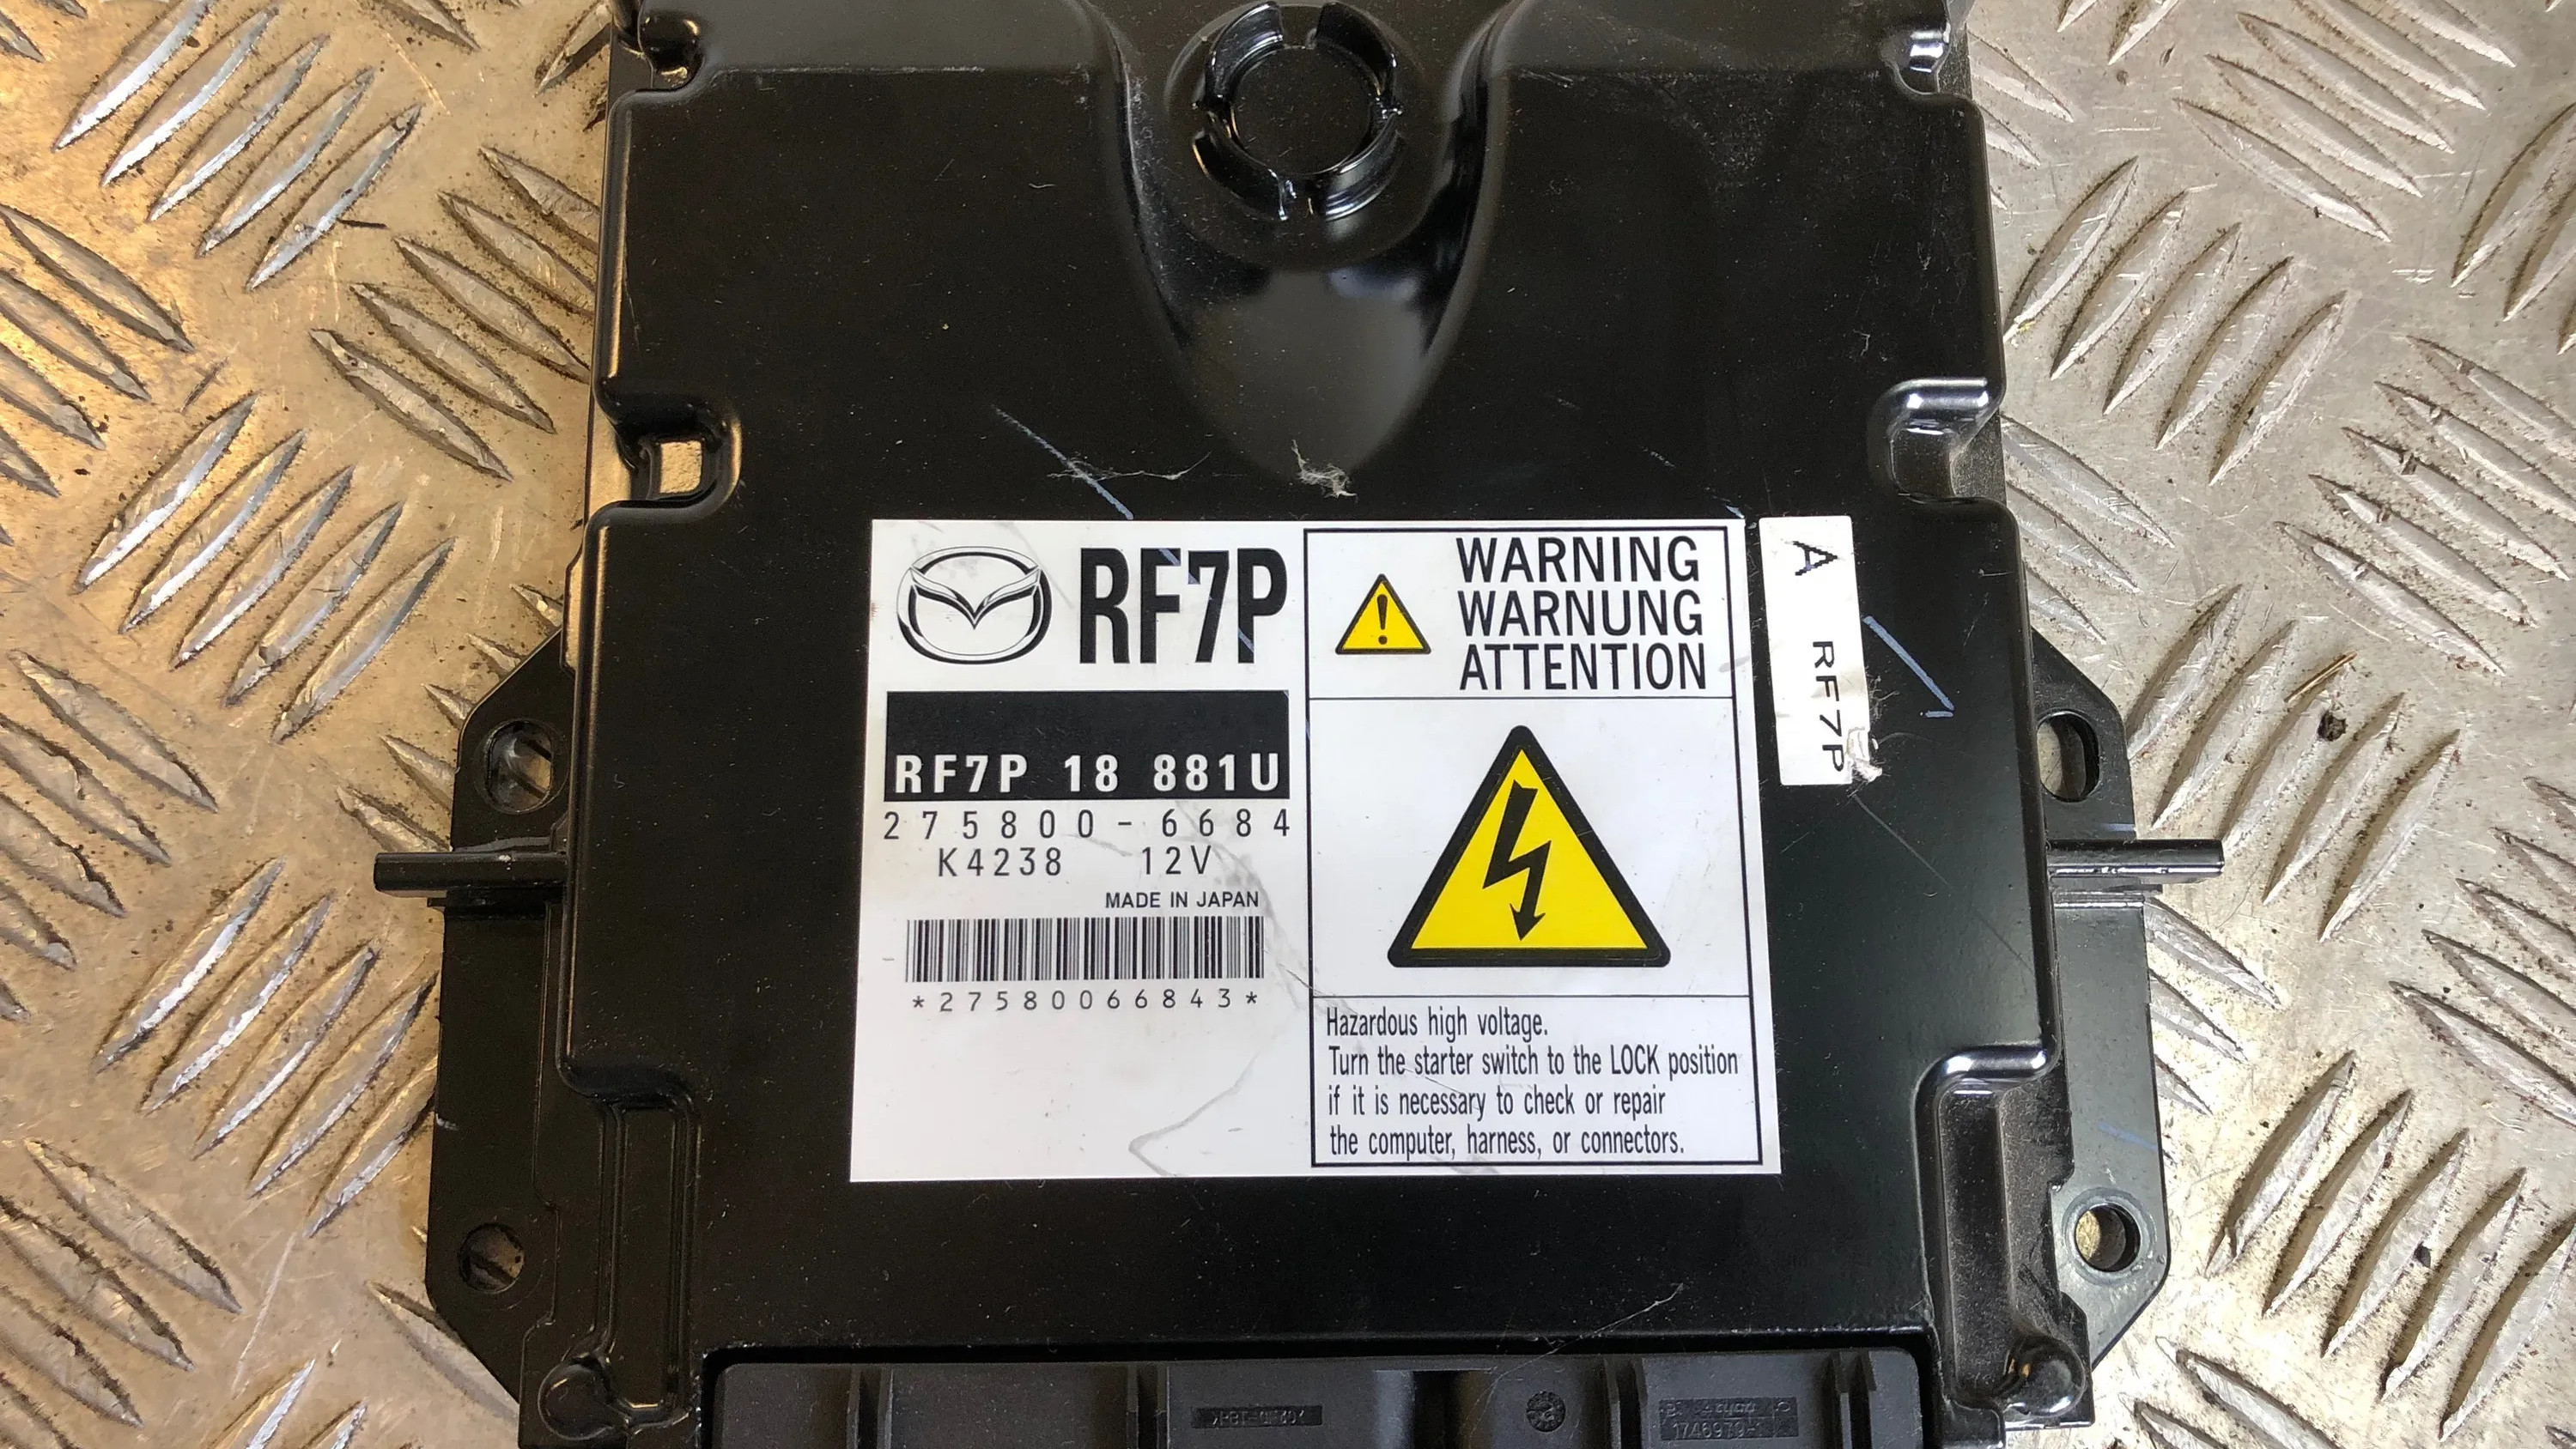 RF7P
RF7P 18 881U
275800-6684
K4238 12V
MADE IN JAPAN
*27580066843*
WARNING
WARNUNG
ATTENTION
Hazardous high voltage.
Turn the starter switch to the LOCK position
if it is necessary to check or repair
the computer, harness, or connectors.
A RF7P